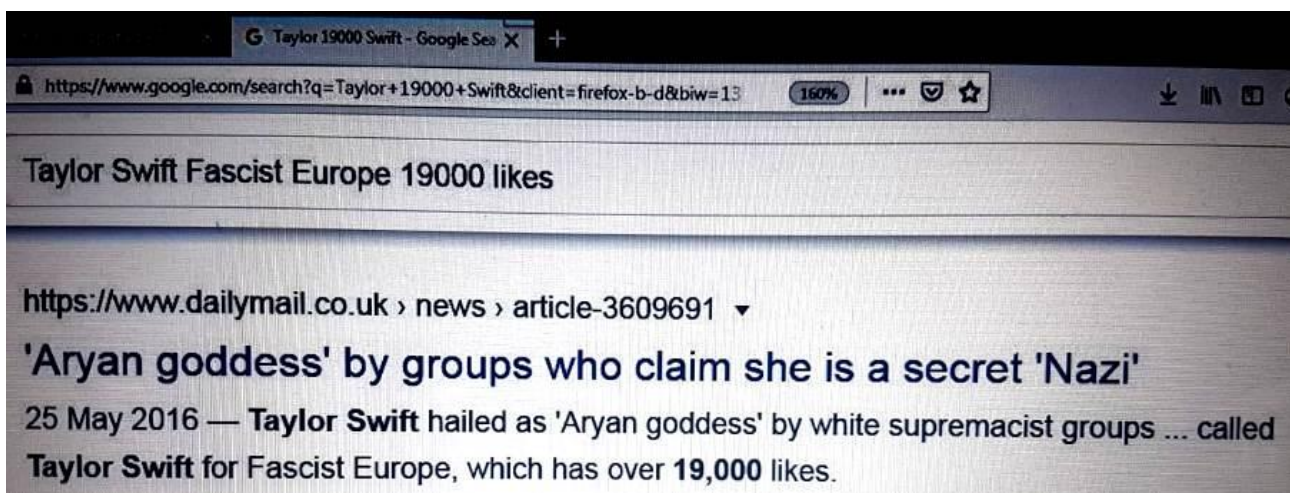 G Taylor 19000 Swift - Google Sea X +
https://www.google.com/search?q=Taylor+19000+Swift&client=firefox-b-d&biw=13 160% ...
Taylor Swift Fascist Europe 19000 likes
https://www.dailymail.co.uk › news › article-3609691
'Aryan goddess' by groups who claim she is a secret 'Nazi'
25 May 2016 — Taylor Swift hailed as 'Aryan goddess' by white supremacist groups ... called
Taylor Swift for Fascist Europe, which has over 19,000 likes.